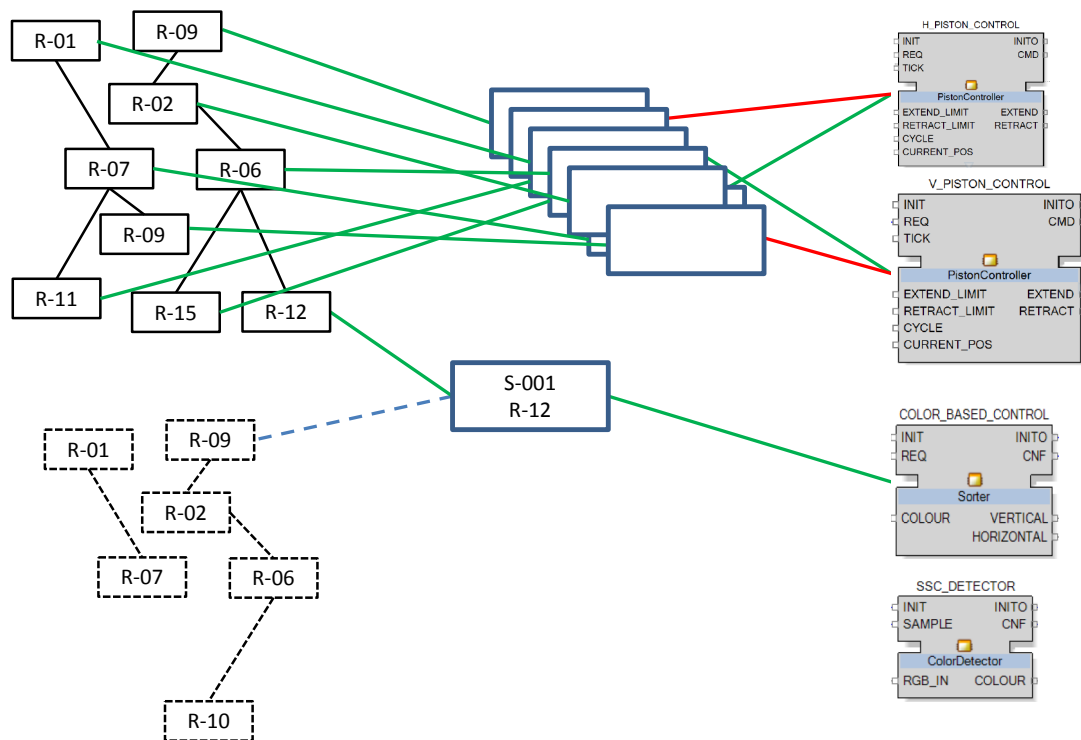 R-01
R-09
R-02
R-07
R-06
R-09
R-11
R-15
R-12
S-001
R-12
R-01
R-09
R-02
R-07
R-06
R-10
H_PISTON_CONTROL
INIT INITO
REQ CMD
TICK
PistonController
EXTEND_LIMIT EXTEND
RETRACT_LIMIT RETRACT
CYCLE
CURRENT_POS
V_PISTON_CONTROL
INIT INITO
REQ CMD
TICK
PistonController
EXTEND_LIMIT EXTEND
RETRACT_LIMIT RETRACT
CYCLE
CURRENT_POS
COLOR_BASED_CONTROL
INIT INITO
REQ CNF
Sorter
COLOUR VERTICAL
HORIZONTAL
SSC_DETECTOR
INIT INITO
SAMPLE CNF
ColorDetector
RGB_IN COLOUR